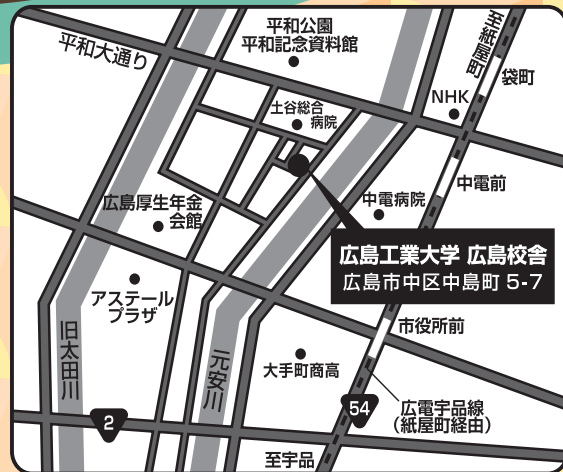 平和公園
平和記念資料館
平和大通り
至紙屋町
袋町
NHK
土谷総合
病院
中電前
中電病院
広島厚生年金
会館
広島工業大学 広島校舎
広島市中区中島町 5-7
アステール
プラザ
市役所前
旧太田川
元安川
大手町商高
2
54
広電宇品線
(紙屋町経由)
至宇品